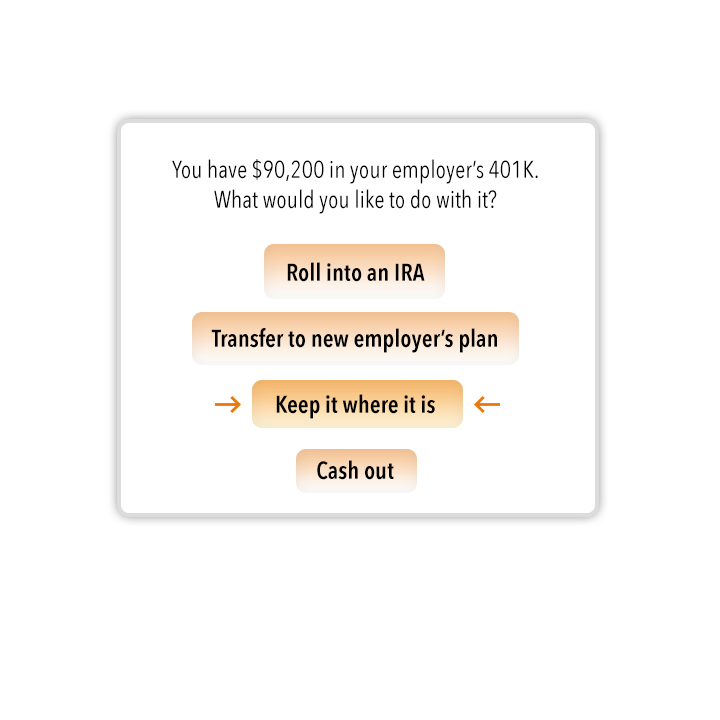 You have $90,200 in your employer’s 401K.
What would you like to do with it?
Roll into an IRA
Transfer to new employer’s plan
Keep it where it is
Cash out